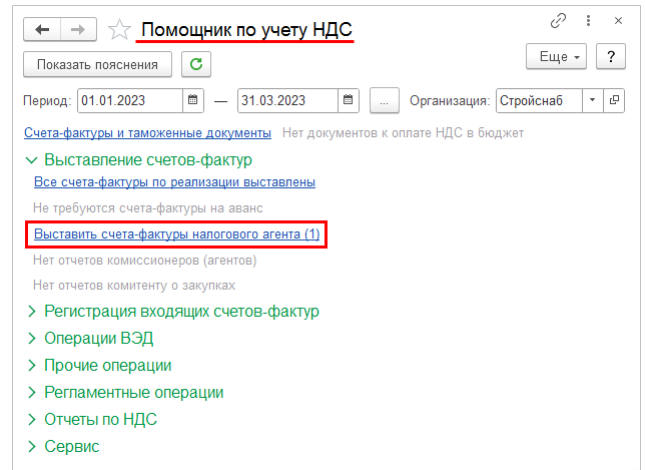 Помощник по учету НДС
Показать пояснения Еще ?
Период: 01.01.2023 — 31.03.2023 ... Организация: Стройснаб
Счета-фактуры и таможенные документы Нет документов к оплате НДС в бюджет
Выставление счетов-фактур
Все счета-фактуры по реализации выставлены
Не требуются счета-фактуры на аванс
Выставить счета-фактуры налогового агента (1)
Нет отчетов комиссионеров (агентов)
Нет отчетов комитенту о закупках
Регистрация входящих счетов-фактур
Операции ВЭД
Прочие операции
Регламентные операции
Отчеты по НДС
Сервис